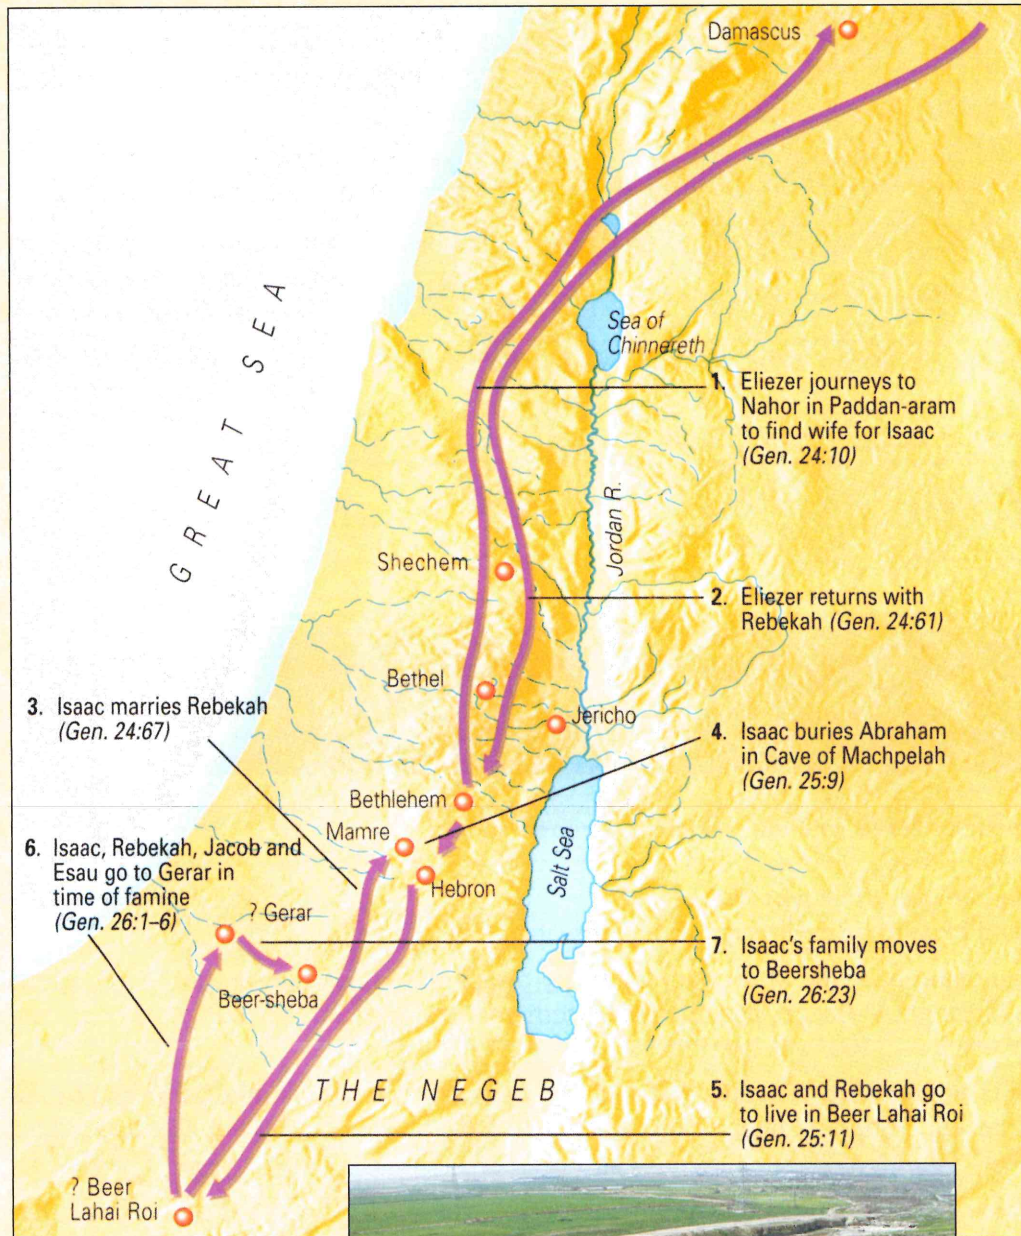 Damascus
GREAT SEA
Sea of
Chinnereth
1. Eliezer journeys to
Nahor in Paddan-aram
to find wife for Isaac
(Gen. 24:10)
Jordan R.
Shechem
2. Eliezer returns with
Rebekah (Gen. 24:61)
Bethel
Jericho
3. Isaac marries Rebekah
(Gen. 24:67)
4. Isaac buries Abraham
in Cave of Machpelah
(Gen. 25:9)
Bethlehem
Mamre
Hebron
Salt Sea
6. Isaac, Rebekah, Jacob and
Esau go to Gerar in
time of famine
(Gen. 26:1–6)
? Gerar
Beer-sheba
7. Isaac's family moves
to Beersheba
(Gen. 26:23)
THE NEGEB
5. Isaac and Rebekah go
to live in Beer Lahai Roi
(Gen. 25:11)
? Beer
Lahai Roi